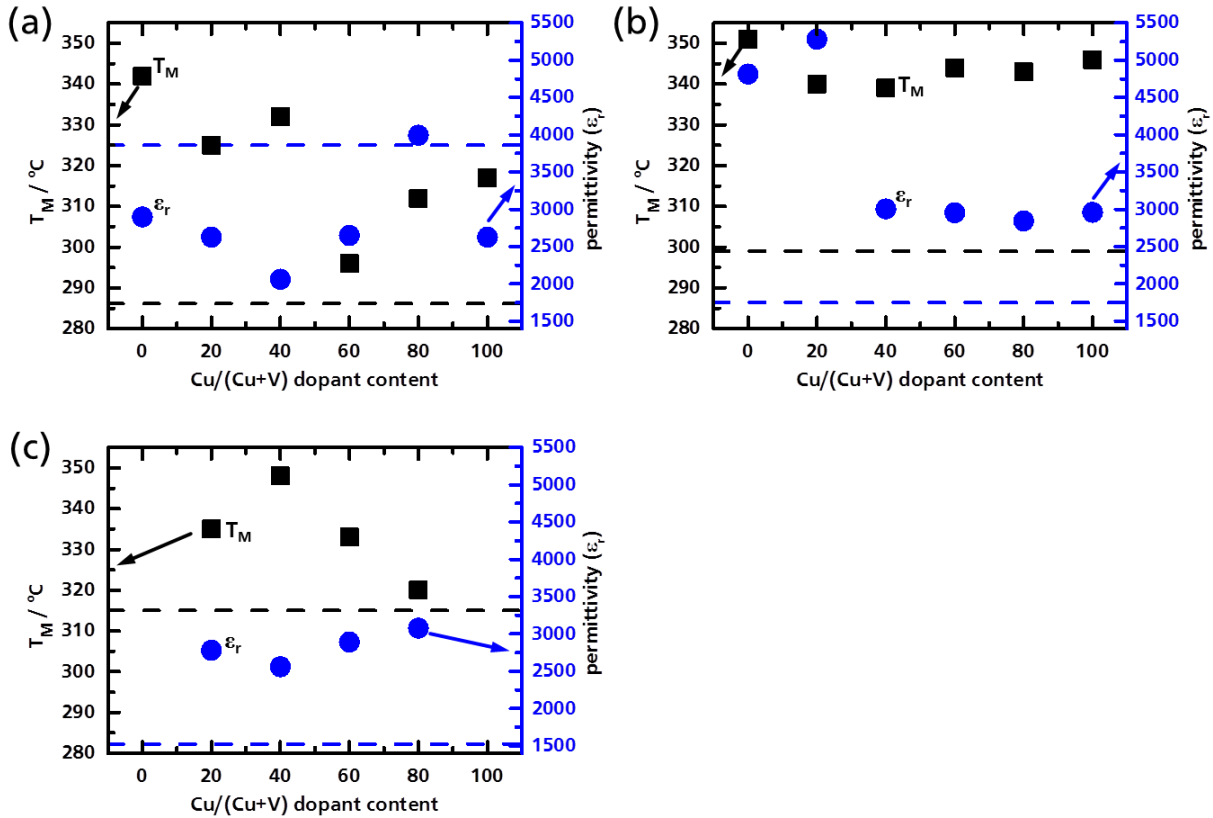 (a)
350
340
330
320
310
300
290
280
T_M / °C
T_M
ε_r
5500
5000
4500
4000
3500
3000
2500
2000
1500
permittivity (ε_r)
0 20 40 60 80 100
Cu/(Cu+V) dopant content
(b)
350
340
330
320
310
300
290
280
T_M / °C
T_M
ε_r
5500
5000
4500
4000
3500
3000
2500
2000
1500
permittivity (ε_r)
0 20 40 60 80 100
Cu/(Cu+V) dopant content
(c)
350
340
330
320
310
300
290
280
T_M / °C
T_M
ε_r
5500
5000
4500
4000
3500
3000
2500
2000
1500
permittivity (ε_r)
0 20 40 60 80 100
Cu/(Cu+V) dopant content